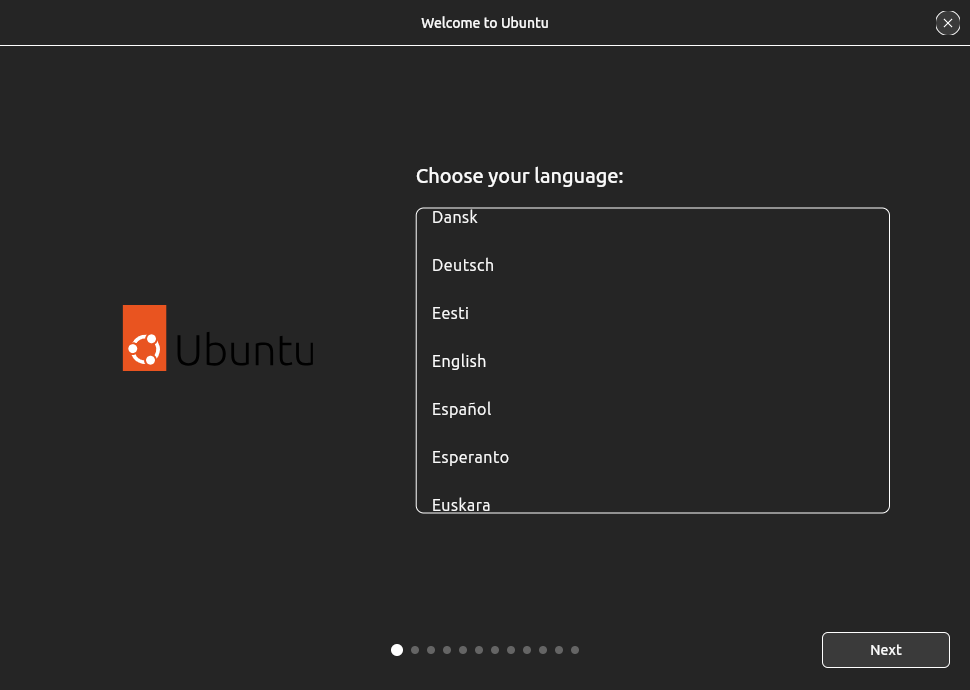 Welcome to Ubuntu
Choose your language:
Dansk
Deutsch
Eesti
English
Español
Esperanto
Euskara
Ubuntu
Next